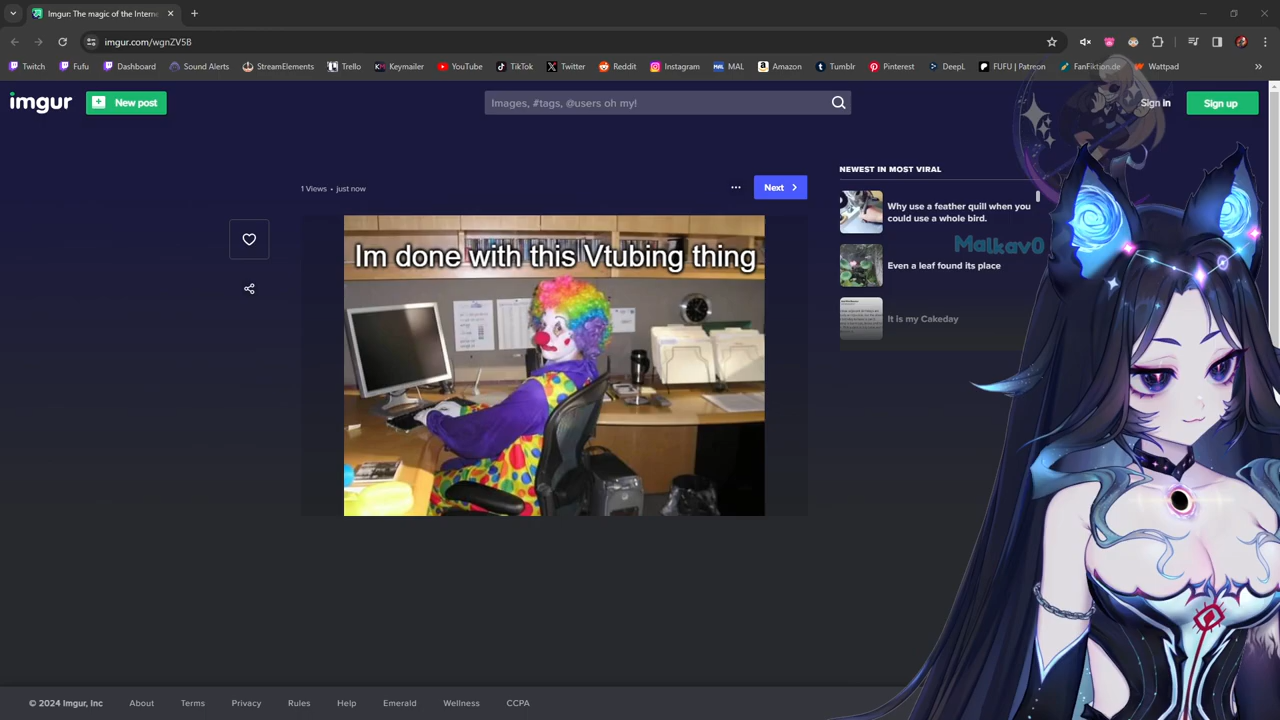 Imgur: The magic of the Interne
imgur.com/wgnZV5B
Twitch
Fufu
Dashboard
Sound Alerts
StreamElements
Trello
Keymailer
YouTube
TikTok
Twitter
Reddit
Instagram
MAL
Amazon
Tumblr
Pinterest
DeepL
FUFU | Patreon
FanFiktion.de
Wattpad
imgur
New post
Images, #tags, @users oh my!
Sign in
Sign up
1 Views • just now
Next
NEWEST IN MOST VIRAL
Why use a feather quill when you
could use a whole bird.
Even a leaf found its place
It is my Cakeday
Malkav0
Im done with this Vtubing thing
© 2024 Imgur, Inc
About
Terms
Privacy
Rules
Help
Emerald
Wellness
CCPA